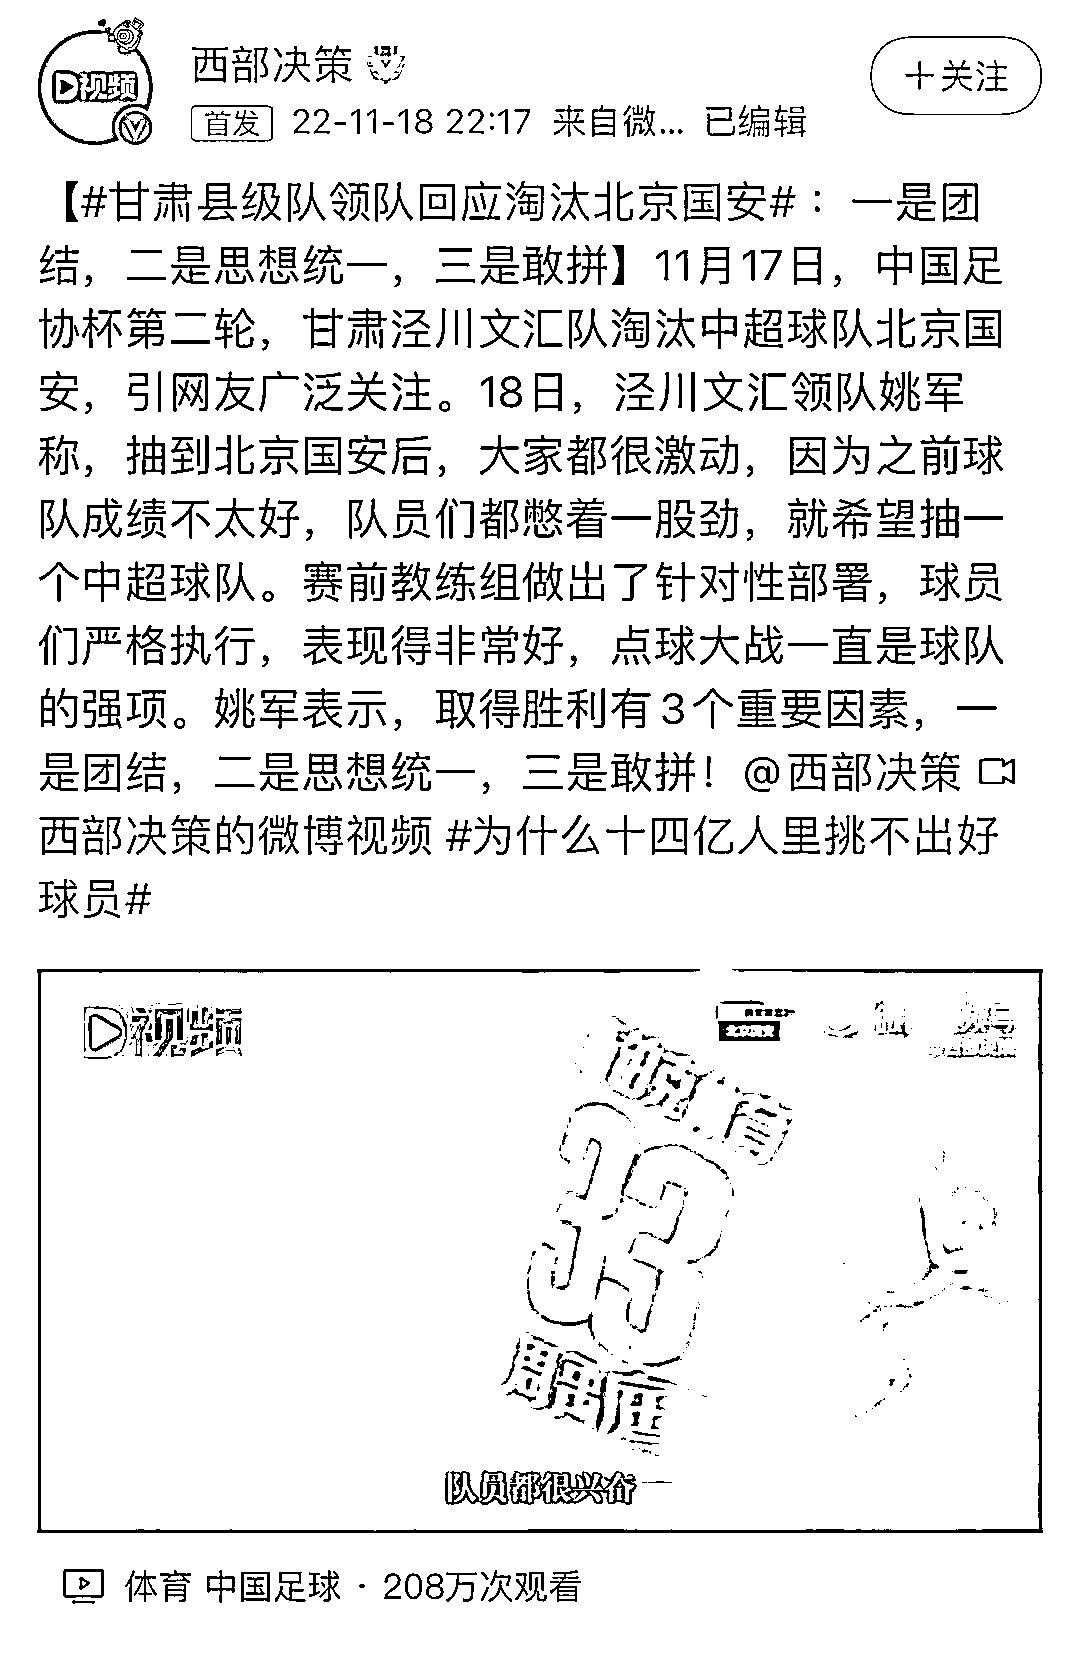 视频
西部决策
+关注
首发 22-11-18 22:17 来自微... 已编辑
【#甘肃县级队领队回应淘汰北京国安#：一是团
结，二是思想统一，三是敢拼】11月17日，中国足
协杯第二轮，甘肃泾川文汇队淘汰中超球队北京国
安，引网友广泛关注。18日，泾川文汇领队姚军
称，抽到北京国安后，大家都很激动，因为之前球
队成绩不太好，队员们都憋着一股劲，就希望抽一
个中超球队。赛前教练组做出了针对性部署，球员
们严格执行，表现得非常好，点球大战一直是球队
的强项。姚军表示，取得胜利有3个重要因素，一
是团结，二是思想统一，三是敢拼！@西部决策
西部决策的微博视频 #为什么十四亿人里挑不出好
球员#
视频
33
队员都很兴奋
体育 中国足球 · 208万次观看